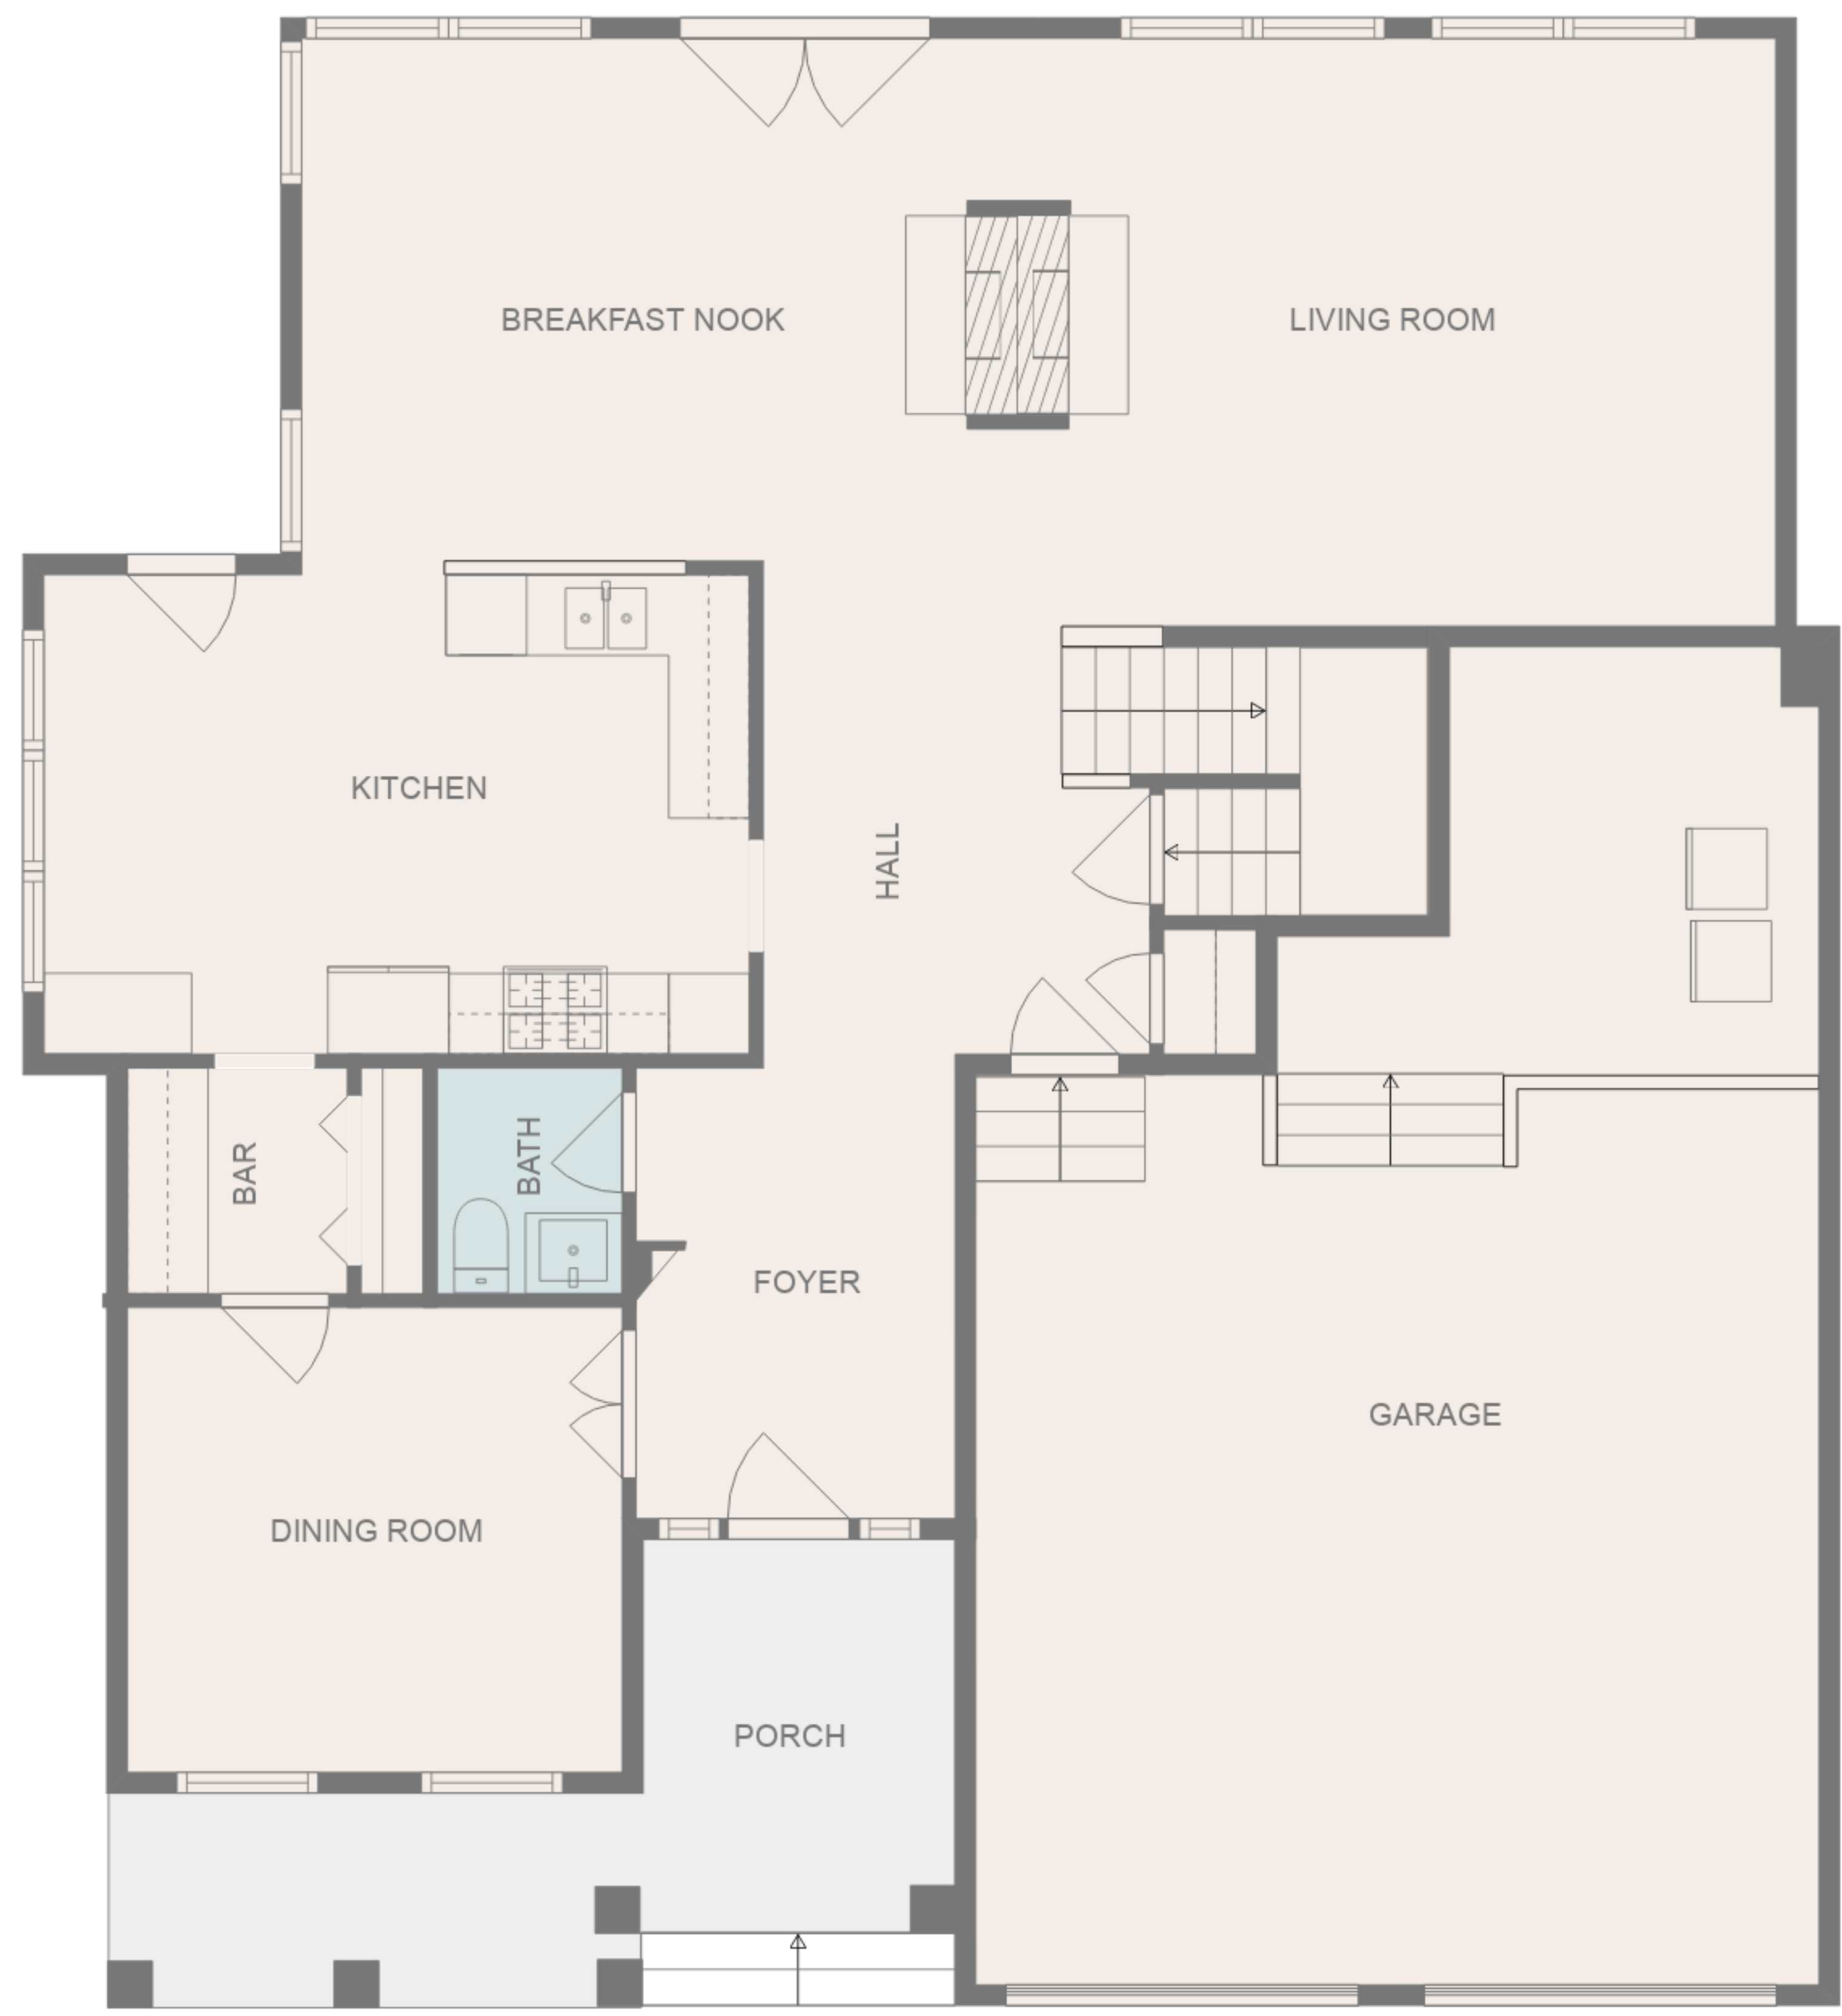 BREAKFAST NOOK
LIVING ROOM
KITCHEN
HALL
BAR
BATH
FOYER
GARAGE
DINING ROOM
PORCH